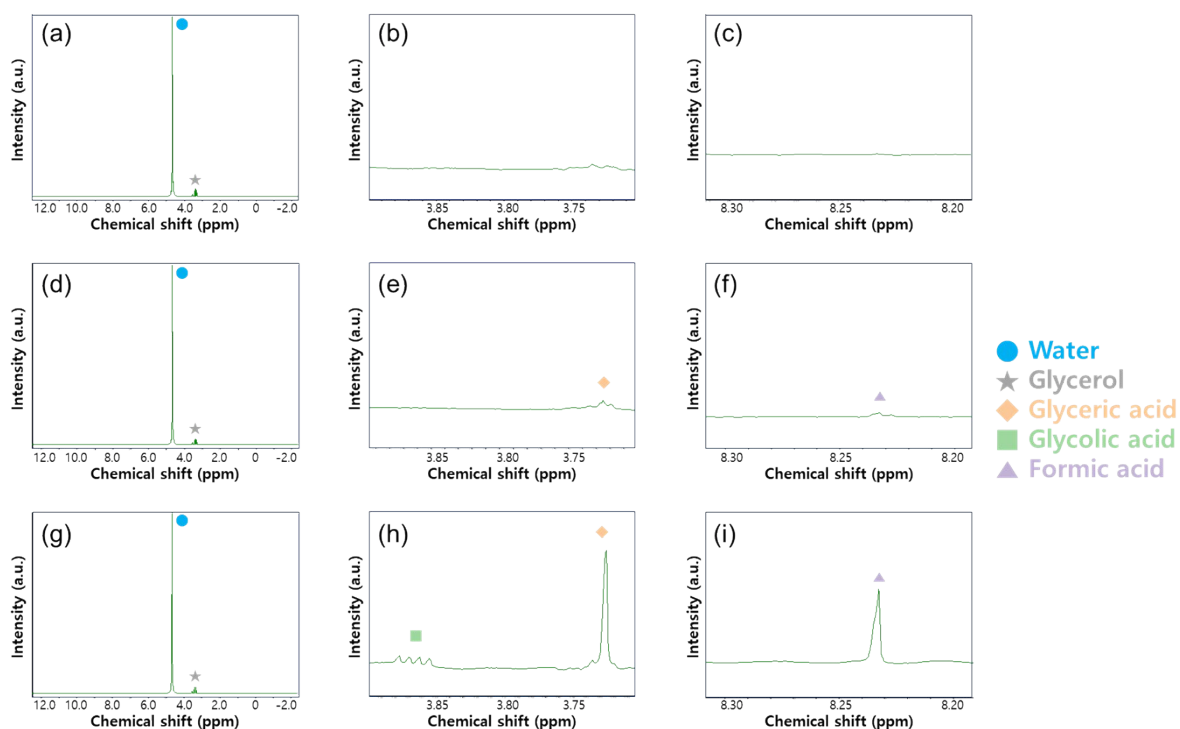 (a)
Intensity (a.u.)
12.0 10.0 8.0 6.0 4.0 2.0 0 -2.0
Chemical shift (ppm)
(b)
Intensity (a.u.)
3.85 3.80 3.75
Chemical shift (ppm)
(c)
Intensity (a.u.)
8.30 8.25 8.20
Chemical shift (ppm)
(d)
Intensity (a.u.)
12.0 10.0 8.0 6.0 4.0 2.0 0 -2.0
Chemical shift (ppm)
(e)
Intensity (a.u.)
3.85 3.80 3.75
Chemical shift (ppm)
(f)
Intensity (a.u.)
8.30 8.25 8.20
Chemical shift (ppm)
Water
Glycerol
Glyceric acid
Glycolic acid
Formic acid
(g)
Intensity (a.u.)
12.0 10.0 8.0 6.0 4.0 2.0 0 -2.0
Chemical shift (ppm)
(h)
Intensity (a.u.)
3.85 3.80 3.75
Chemical shift (ppm)
(i)
Intensity (a.u.)
8.30 8.25 8.20
Chemical shift (ppm)